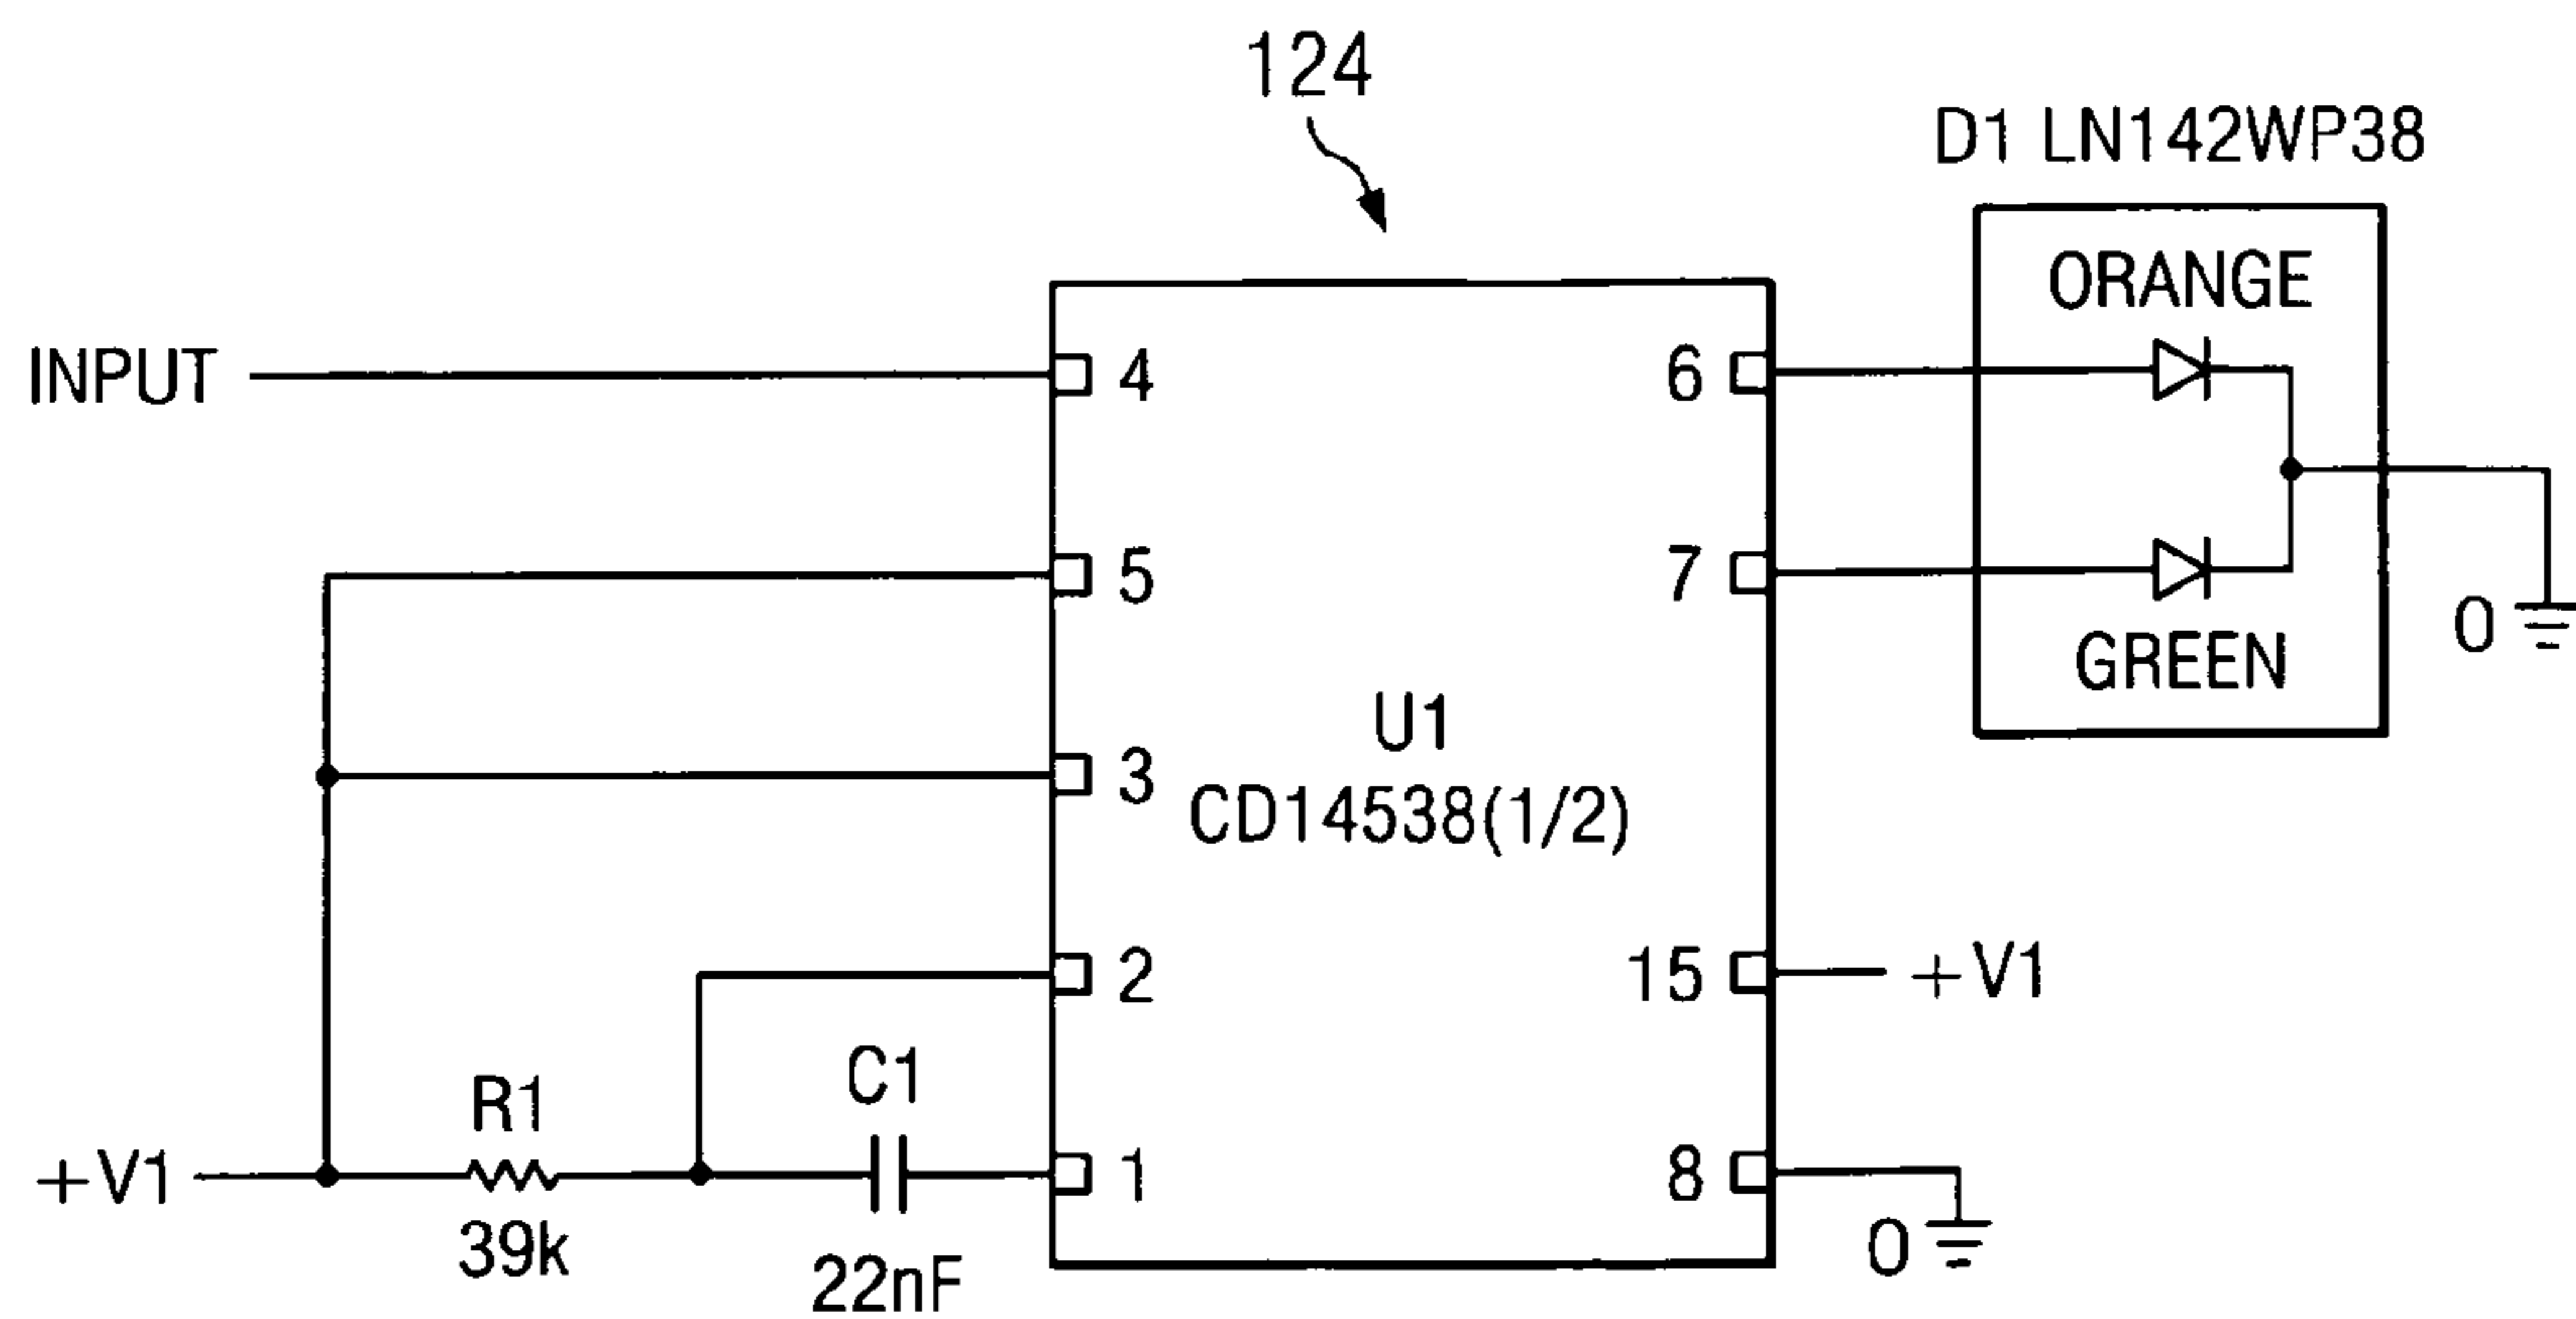 124
D1 LN142WP38
ORANGE
INPUT
4
6
5
7
GREEN
0
U1
3
CD14538(1/2)
2
15
+V1
C1
R1
+V1
1
8
39k
22nF
0